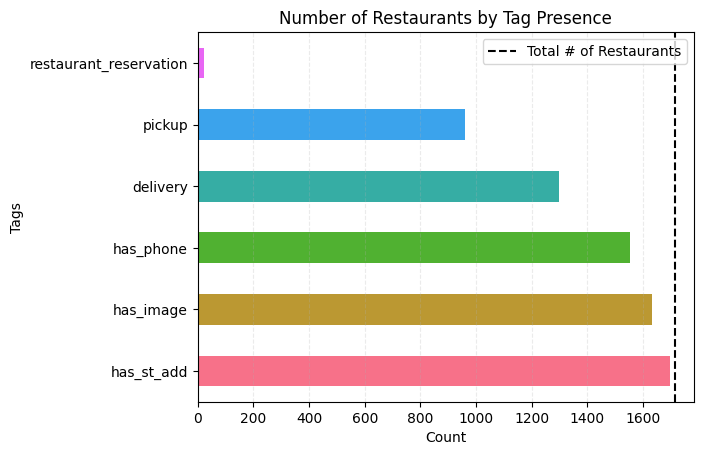 Number of Restaurants by Tag Presence
Total # of Restaurants
restaurant_reservation
pickup
delivery
has_phone
has_image
has_st_add
Tags
0 200 400 600 800 1000 1200 1400 1600
Count